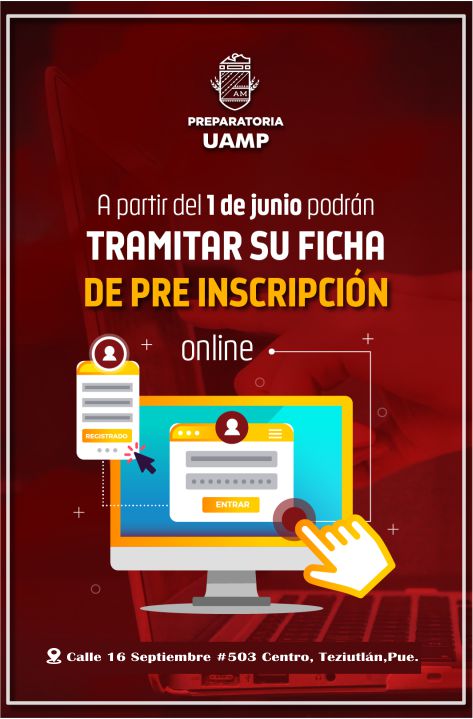 AM
PREPARATORIA
UAMP
A partir del 1 de junio podrán
TRAMITAR SU FICHA
DE PRE INSCRIPCIÓN
online
REGISTRADO
ENTRAR
Calle 16 Septiembre #503 Centro, Teziutlán,Pue.